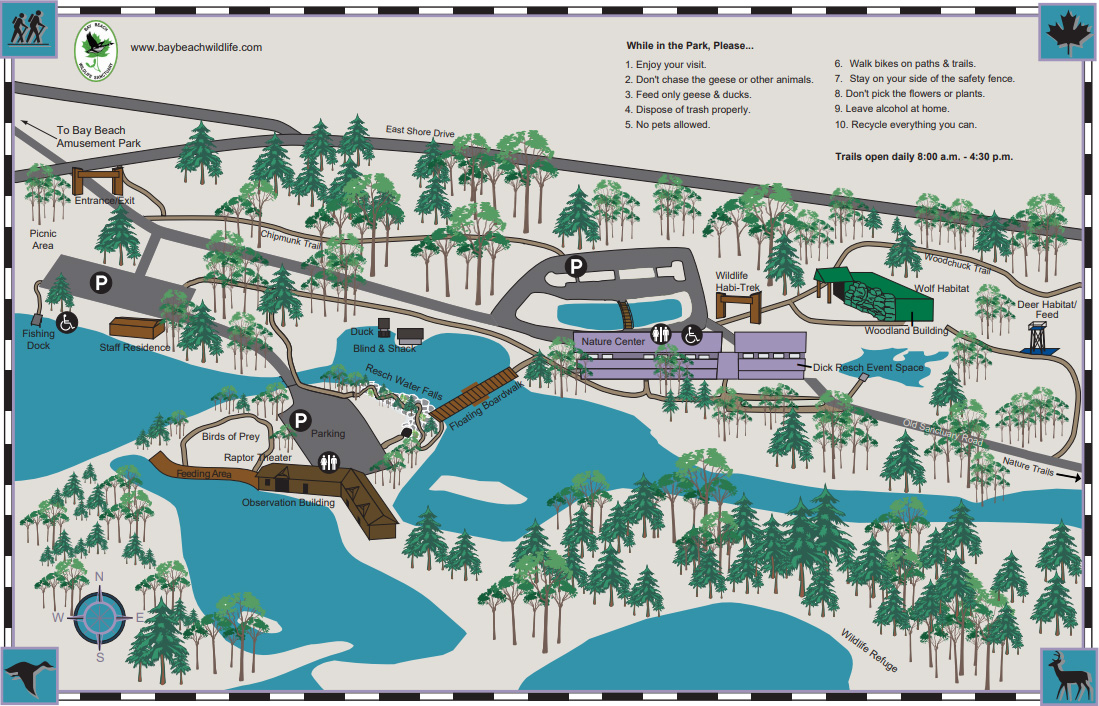 BAY BEACH
WILDLIFE SANCTUARY
www.baybeachwildlife.com
While in the Park, Please...
1. Enjoy your visit.
2. Don't chase the geese or other animals.
3. Feed only geese & ducks.
4. Dispose of trash properly.
5. No pets allowed.
6. Walk bikes on paths & trails.
7. Stay on your side of the safety fence.
8. Don't pick the flowers or plants.
9. Leave alcohol at home.
10. Recycle everything you can.
Trails open daily 8:00 a.m. - 4:30 p.m.
To Bay Beach
Amusement Park
East Shore Drive
Entrance/Exit
Picnic
Area
Chipmunk Trail
P
P
Woodchuck Trail
Wildlife
Habi-Trek
Wolf Habitat
Deer Habitat/
Feed
Fishing
Dock
Staff Residence
Duck
Blind & Shack
Nature Center
Woodland Building
Dick Resch Event Space
Resch Water Falls
Floating Boardwalk
P
Parking
Birds of Prey
Raptor Theater
Feeding Area
Observation Building
Old Sanctuary Road
Nature Trails
N
W
E
S
Wildlife Refuge